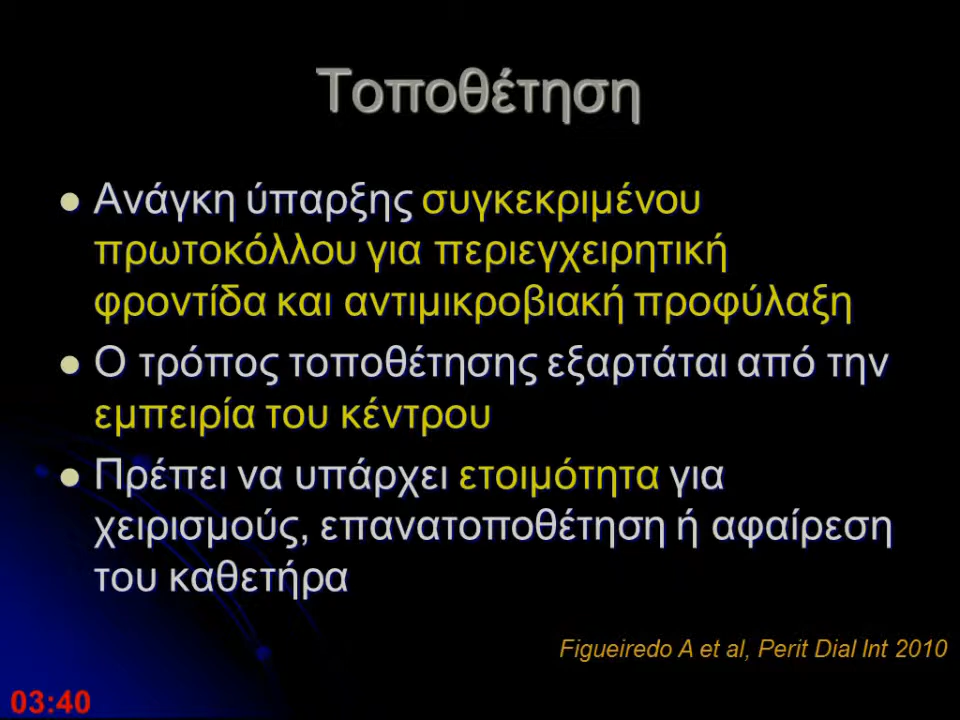 Τοποθέτηση
Ανάγκη ύπαρξης συγκεκριμένου
πρωτοκόλλου για περιεγχειρητική
φροντίδα και αντιμικροβιακή προφύλαξη
Ο τρόπος τοποθέτησης εξαρτάται από την
εμπειρία του κέντρου
Πρέπει να υπάρχει ετοιμότητα για
χειρισμούς, επανατοποθέτηση ή αφαίρεση
του καθετήρα
Figueiredo A et al, Perit Dial Int 2010
03:40